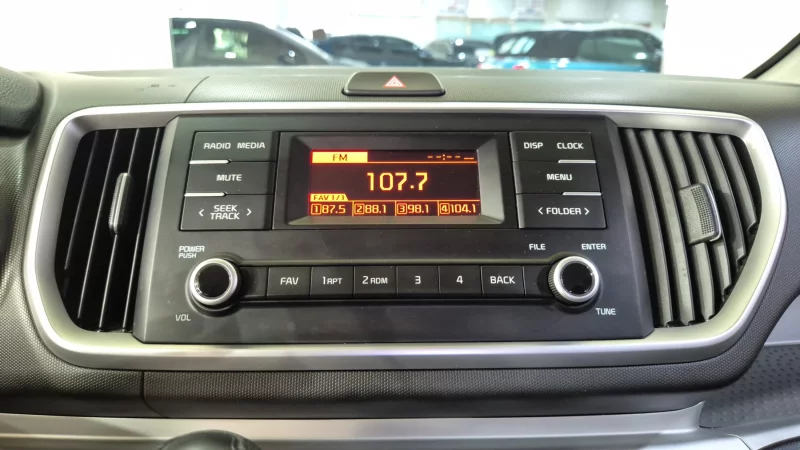 RADIO MEDIA
MUTE
< SEEK TRACK >
FM --:--
107.7
FAV 1/1
1 87.5 2 88.1 3 98.1 4 104.1
DISP CLOCK
MENU
< FOLDER >
POWER
PUSH
VOL
FAV 1 RPT 2 RDM 3 4 BACK
FILE ENTER
TUNE